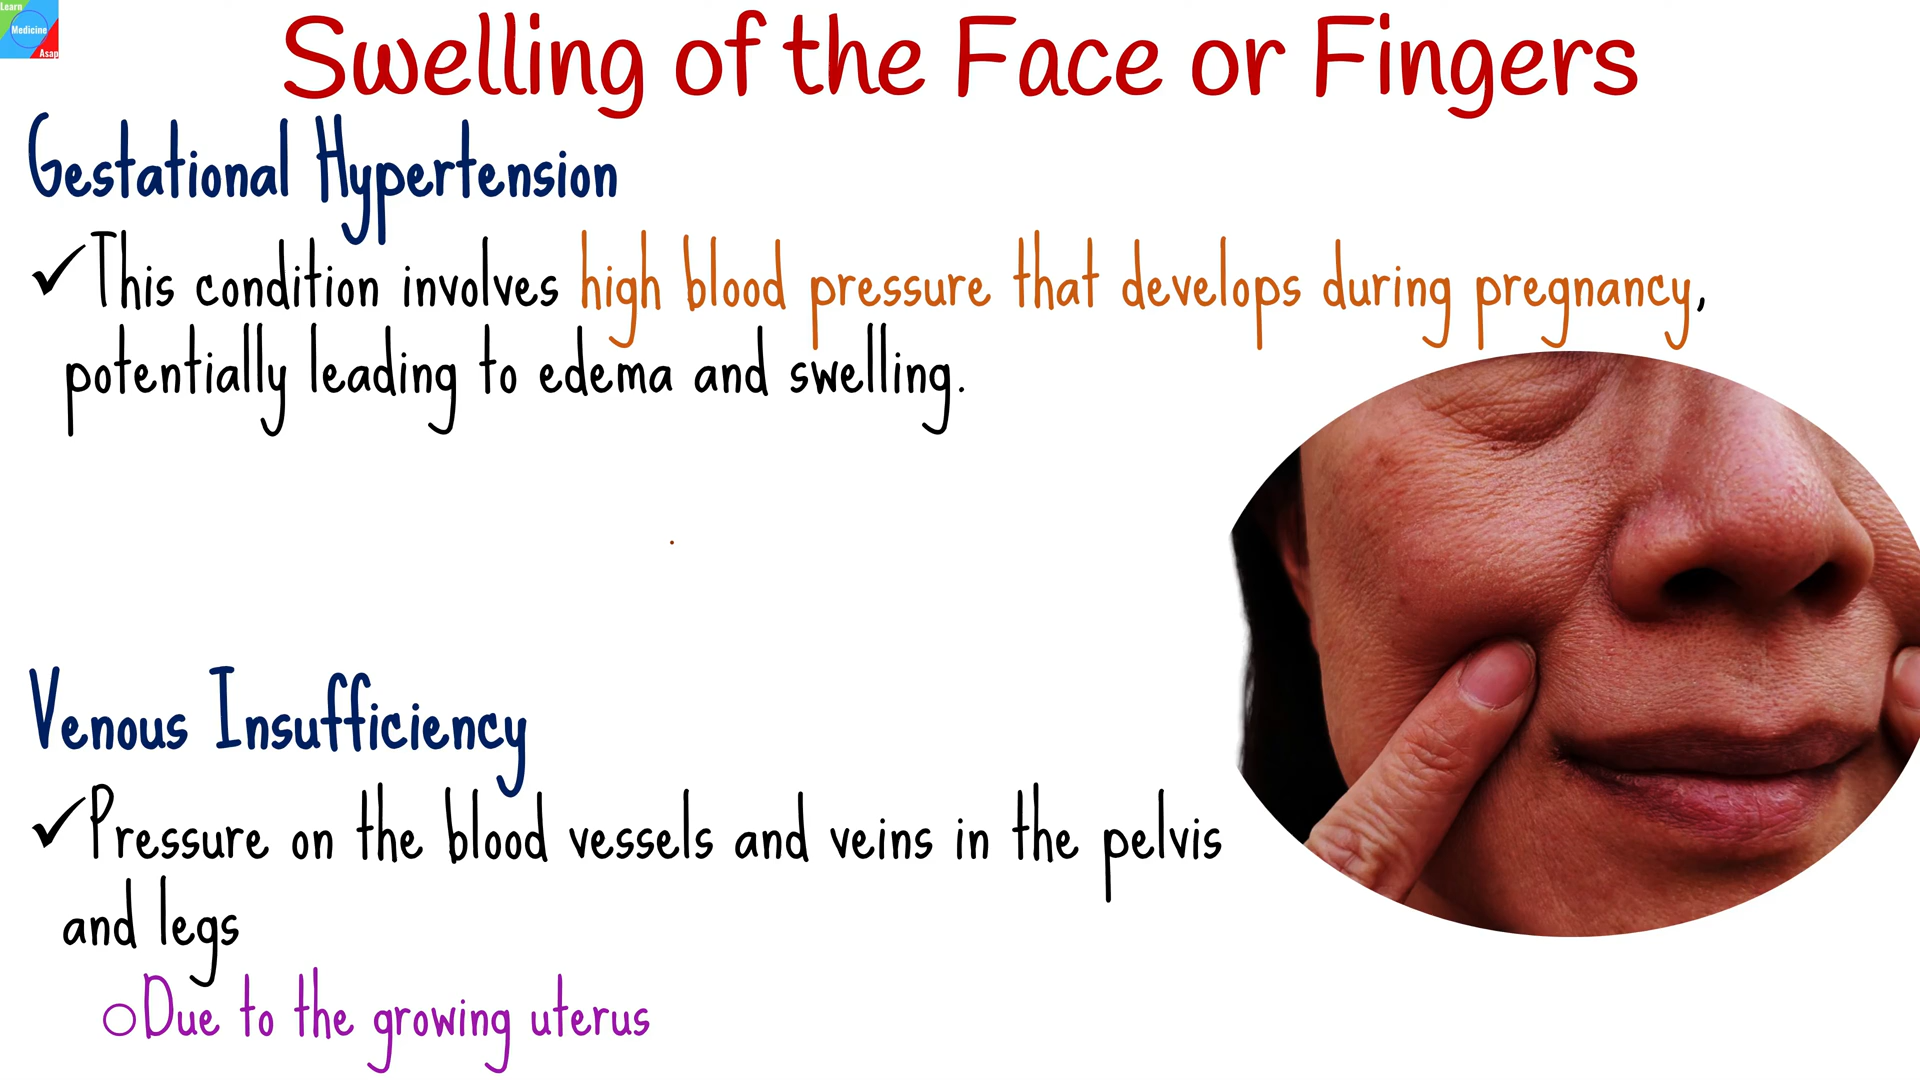 Learn
Medicine
Asap
Swelling of the Face or Fingers
Gestational Hypertension
✓This condition involves high blood pressure that develops during pregnancy,
potentially leading to edema and swelling.
Venous Insufficiency
✓Pressure on the blood vessels and veins in the pelvis
and legs
○Due to the growing uterus